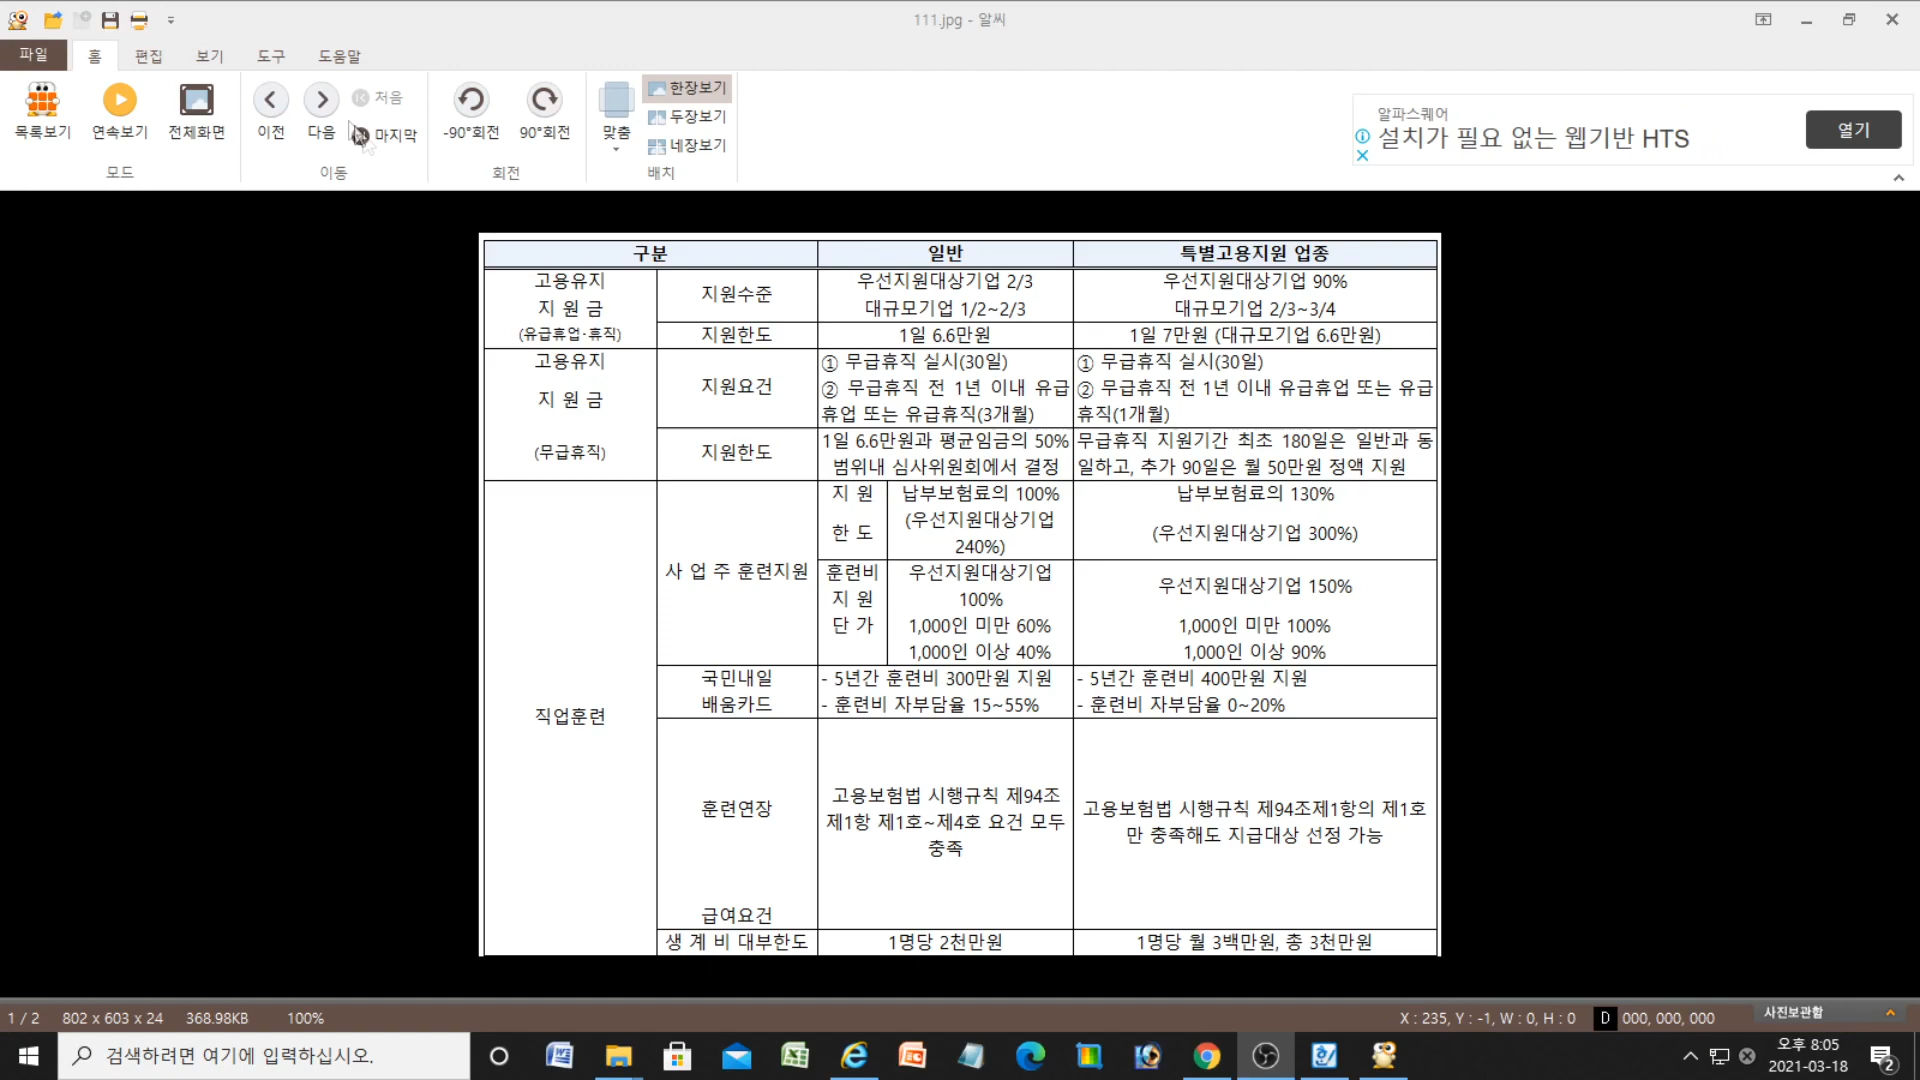 111.jpg - 알씨
파일 홈 편집 보기 도구 도움말
목록보기 연속보기 전체화면
모드
이전 다음 처음 마지막
이동
-90°회전 90°회전
회전
맞춤 한장보기
두장보기
네장보기
배치
알파스퀘어
설치가 필요 없는 웹기반 HTS
열기
구분 일반 특별고용지원 업종
고용유지
지 원 금
(유급휴업·휴직)
지원수준
우선지원대상기업 2/3
대규모기업 1/2~2/3
우선지원대상기업 90%
대규모기업 2/3~3/4
지원한도 1일 6.6만원 1일 7만원 (대규모기업 6.6만원)
고용유지
지 원 금
(무급휴직)
지원요건
① 무급휴직 실시(30일)
② 무급휴직 전 1년 이내 유급
휴업 또는 유급휴직(3개월)
① 무급휴직 실시(30일)
② 무급휴직 전 1년 이내 유급휴업 또는 유급
휴직(1개월)
지원한도
1일 6.6만원과 평균임금의 50%
범위내 심사위원회에서 결정
무급휴직 지원기간 최초 180일은 일반과 동
일하고, 추가 90일은 월 50만원 정액 지원
직업훈련
사 업 주 훈련지원
지 원
한 도
납부보험료의 100%
(우선지원대상기업
240%)
납부보험료의 130%
(우선지원대상기업 300%)
훈련비
지 원
단 가
우선지원대상기업
100%
1,000인 미만 60%
1,000인 이상 40%
우선지원대상기업 150%
1,000인 미만 100%
1,000인 이상 90%
국민내일
배움카드
- 5년간 훈련비 300만원 지원
- 훈련비 자부담율 15~55%
- 5년간 훈련비 400만원 지원
- 훈련비 자부담율 0~20%
훈련연장
급여요건
고용보험법 시행규칙 제94조
제1항 제1호~제4호 요건 모두
충족
고용보험법 시행규칙 제94조제1항의 제1호
만 충족해도 지급대상 선정 가능
생 계 비 대부한도 1명당 2천만원 1명당 월 3백만원, 총 3천만원
1 / 2 802 x 603 x 24 368.98KB 100% X : 235, Y : -1, W : 0, H : 0 D 000, 000, 000 사진보관함
검색하려면 여기에 입력하십시오.
오후 8:05
2021-03-18
2